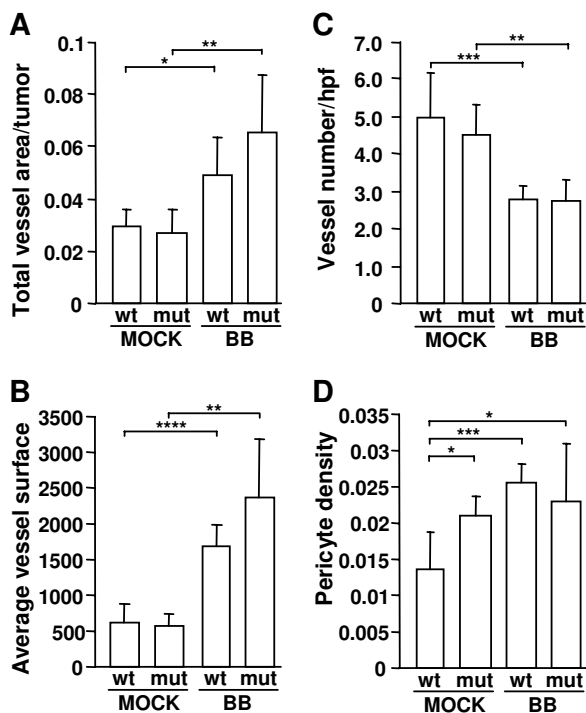 A
Total vessel area/tumor
0.1
0.08
0.06
0.04
0.02
0
*
**
wt mut wt mut
MOCK BB
C
Vessel number/hpf
7.0
6.0
5.0
4.0
3.0
2.0
1.0
0
***
**
wt mut wt mut
MOCK BB
B
Average vessel surface
3500
3000
2500
2000
1500
1000
500
0
****
**
wt mut wt mut
MOCK BB
D
Pericyte density
0.035
0.03
0.025
0.02
0.015
0.01
0.005
0
*
***
*
wt mut wt mut
MOCK BB